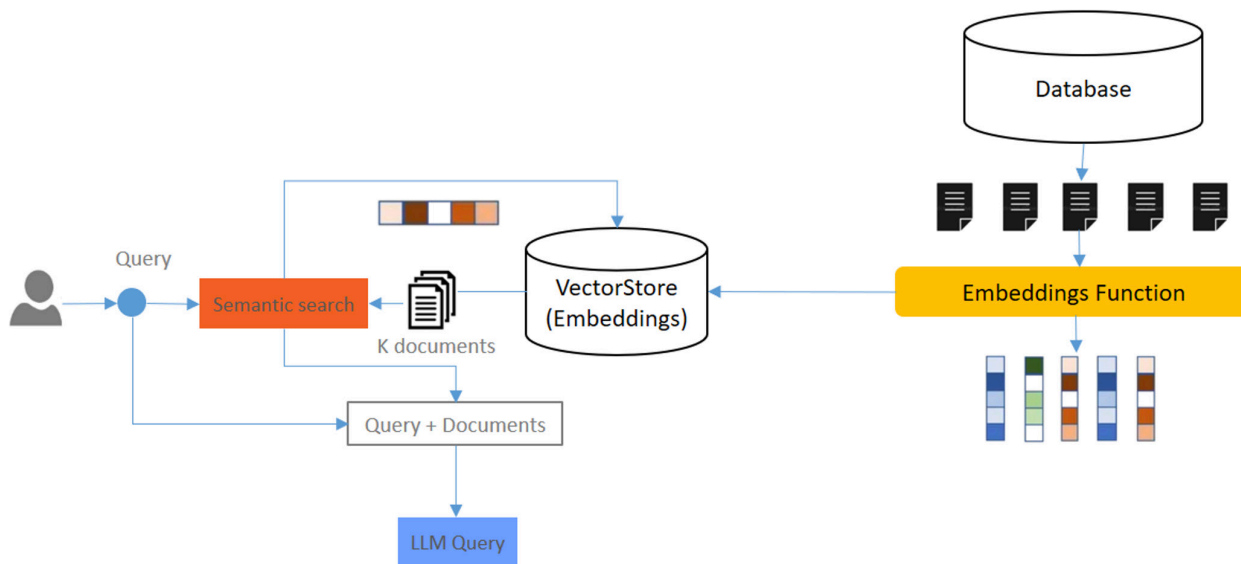 Database
Query
Semantic search
VectorStore
(Embeddings)
Embeddings Function
K documents
Query + Documents
LLM Query